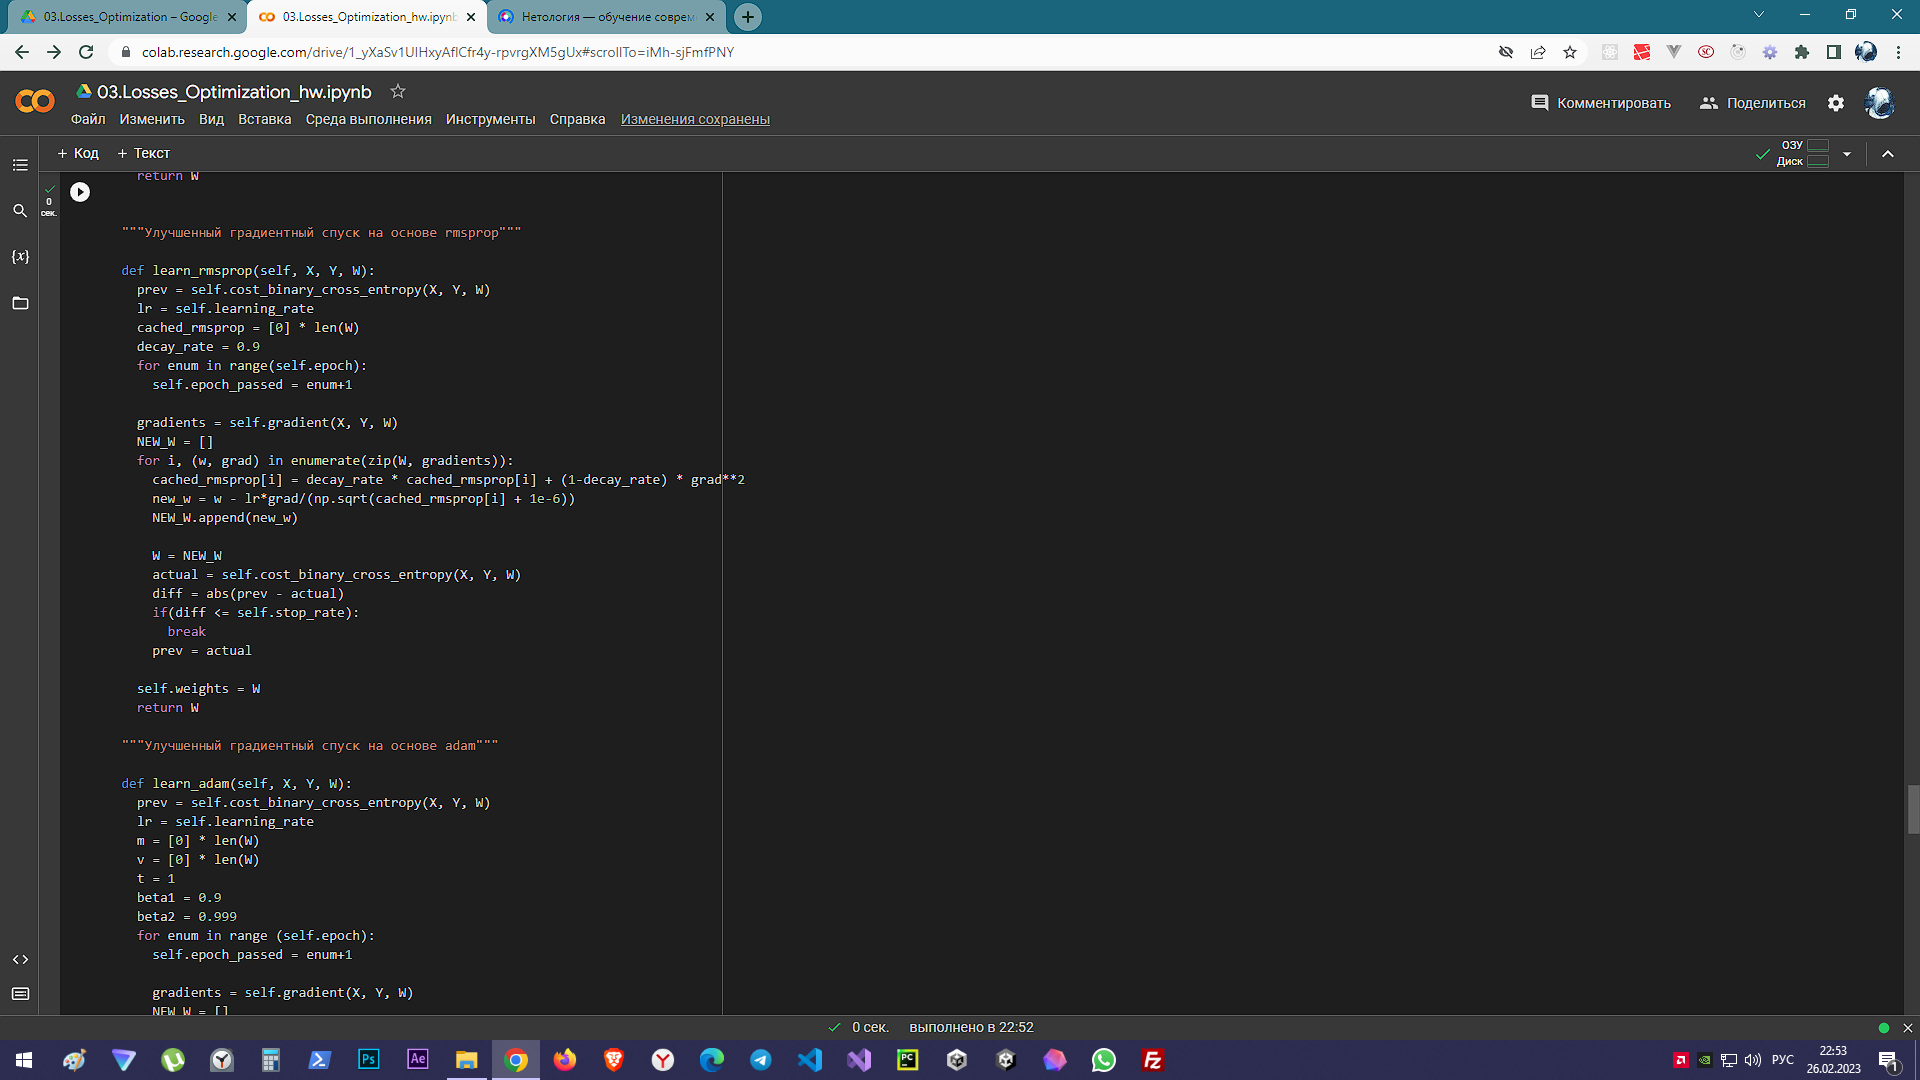 03.Losses_Optimization – Google
03.Losses_Optimization_hw.ipynb
Нетология — обучение соврем
colab.research.google.com/drive/1_yXaSv1UlHxyAflCfr4y-rpvrgXM5gUx#scrollTo=iMh-sjFmfPNY
03.Losses_Optimization_hw.ipynb
Файл Изменить Вид Вставка Среда выполнения Инструменты Справка Изменения сохранены
Комментировать Поделиться
+ Код + Текст
ОЗУ
Диск
0
сек.
return W
"""Улучшенный градиентный спуск на основе rmsprop"""
def learn_rmsprop(self, X, Y, W):
prev = self.cost_binary_cross_entropy(X, Y, W)
lr = self.learning_rate
cached_rmsprop = [0] * len(W)
decay_rate = 0.9
for enum in range(self.epoch):
self.epoch_passed = enum+1
gradients = self.gradient(X, Y, W)
NEW_W = []
for i, (w, grad) in enumerate(zip(W, gradients)):
cached_rmsprop[i] = decay_rate * cached_rmsprop[i] + (1-decay_rate) * grad**2
new_w = w - lr*grad/(np.sqrt(cached_rmsprop[i] + 1e-6))
NEW_W.append(new_w)
W = NEW_W
actual = self.cost_binary_cross_entropy(X, Y, W)
diff = abs(prev - actual)
if(diff <= self.stop_rate):
break
prev = actual
self.weights = W
return W
"""Улучшенный градиентный спуск на основе adam"""
def learn_adam(self, X, Y, W):
prev = self.cost_binary_cross_entropy(X, Y, W)
lr = self.learning_rate
m = [0] * len(W)
v = [0] * len(W)
t = 1
beta1 = 0.9
beta2 = 0.999
for enum in range (self.epoch):
self.epoch_passed = enum+1
gradients = self.gradient(X, Y, W)
NEW_W = []
0 сек. выполнено в 22:52
РУС
22:53
26.02.2023
1